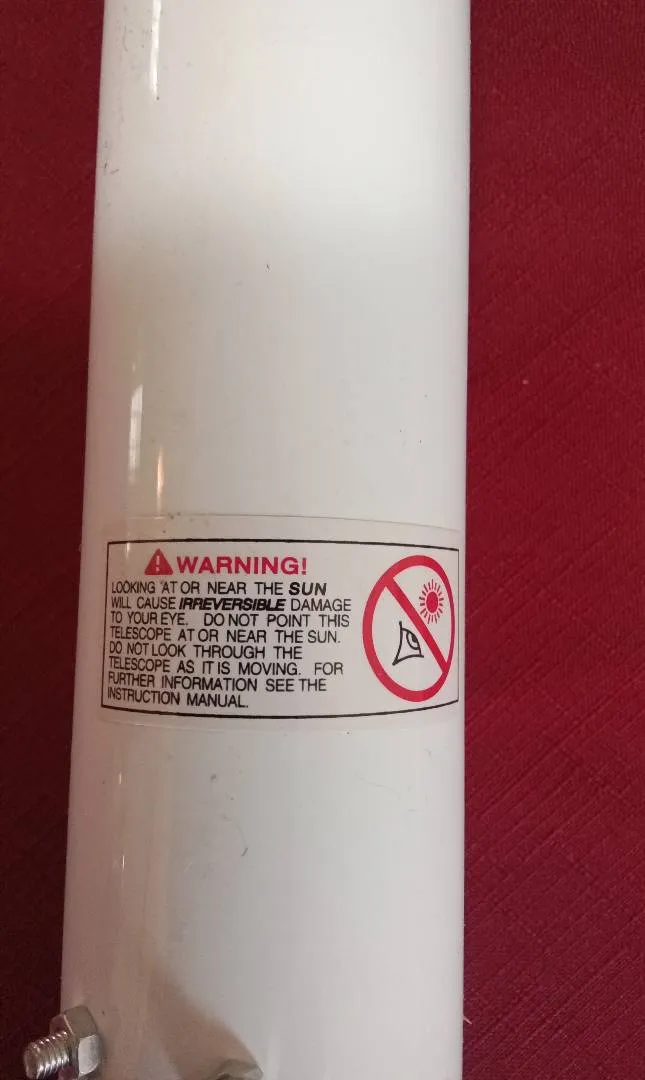 WARNING!
LOOKING AT OR NEAR THE SUN
WILL CAUSE IRREVERSIBLE DAMAGE
TO YOUR EYE. DO NOT POINT THIS
TELESCOPE AT OR NEAR THE SUN.
DO NOT LOOK THROUGH THE
TELESCOPE AS IT IS MOVING. FOR
FURTHER INFORMATION SEE THE
INSTRUCTION MANUAL.